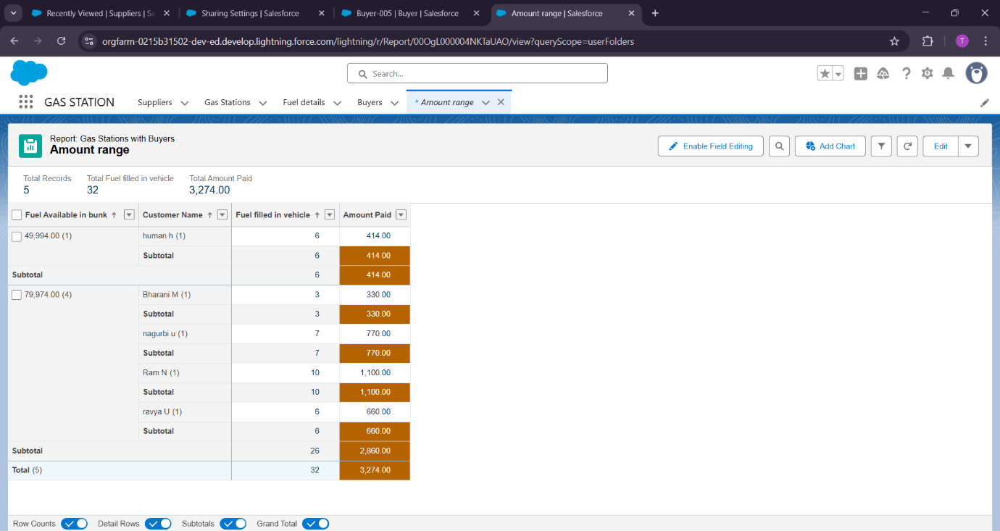 Recently Viewed | Suppliers | Sa
Sharing Settings | Salesforce
Buyer-005 | Buyer | Salesforce
Amount range | Salesforce
orgfarm-0215b31502-dev-ed.develop.lightning.force.com/lightning/r/Report/00OgL000004NKTaUAO/view?queryScope=userFolders
T
Search...
GAS STATION
Suppliers
Gas Stations
Fuel details
Buyers
* Amount range
Report: Gas Stations with Buyers
Amount range
Enable Field Editing
Add Chart
Edit
Total Records
5
Total Fuel filled in vehicle
32
Total Amount Paid
3,274.00
Fuel Available in bunk ↑ Customer Name ↑ Fuel filled in vehicle ↑ Amount Paid
49,994.00 (1) human h (1) 6 414.00
Subtotal 6 414.00
Subtotal 6 414.00
79,974.00 (4) Bharani M (1) 3 330.00
Subtotal 3 330.00
nagurbi u (1) 7 770.00
Subtotal 7 770.00
Ram N (1) 10 1,100.00
Subtotal 10 1,100.00
ravya U (1) 6 660.00
Subtotal 6 660.00
Subtotal 26 2,860.00
Total (5) 32 3,274.00
Row Counts Detail Rows Subtotals Grand Total